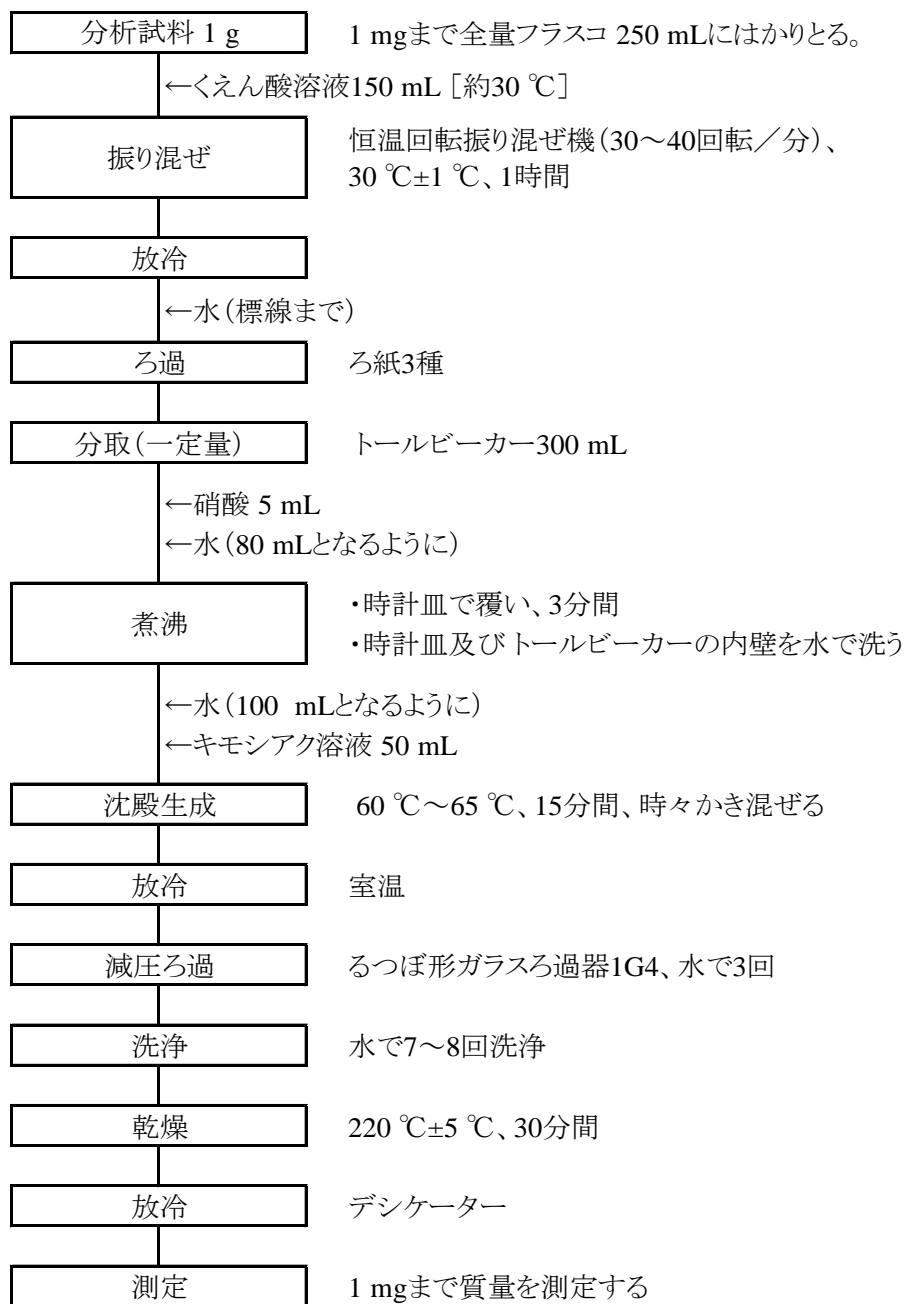 分析試料 1 g 1 mgまで全量フラスコ 250 mLにはかりとる。
←くえん酸溶液150 mL [約30 ℃]
振り混ぜ
恒温回転振り混ぜ機(30～40回転／分)、
30 ℃±1 ℃、1時間
放冷
←水(標線まで)
ろ過 ろ紙3種
分取(一定量) トールビーカー300 mL
←硝酸 5 mL
←水(80 mLとなるように)
煮沸
・時計皿で覆い、3分間
・時計皿及びトールビーカーの内壁を水で洗う
←水(100 mLとなるように)
←キモシアク溶液 50 mL
沈殿生成 60 ℃～65 ℃、15分間、時々かき混ぜる
放冷 室温
減圧ろ過 るつぼ形ガラスろ過器1G4、水で3回
洗浄 水で7～8回洗浄
乾燥 220 ℃±5 ℃、30分間
放冷 デシケーター
測定 1 mgまで質量を測定する